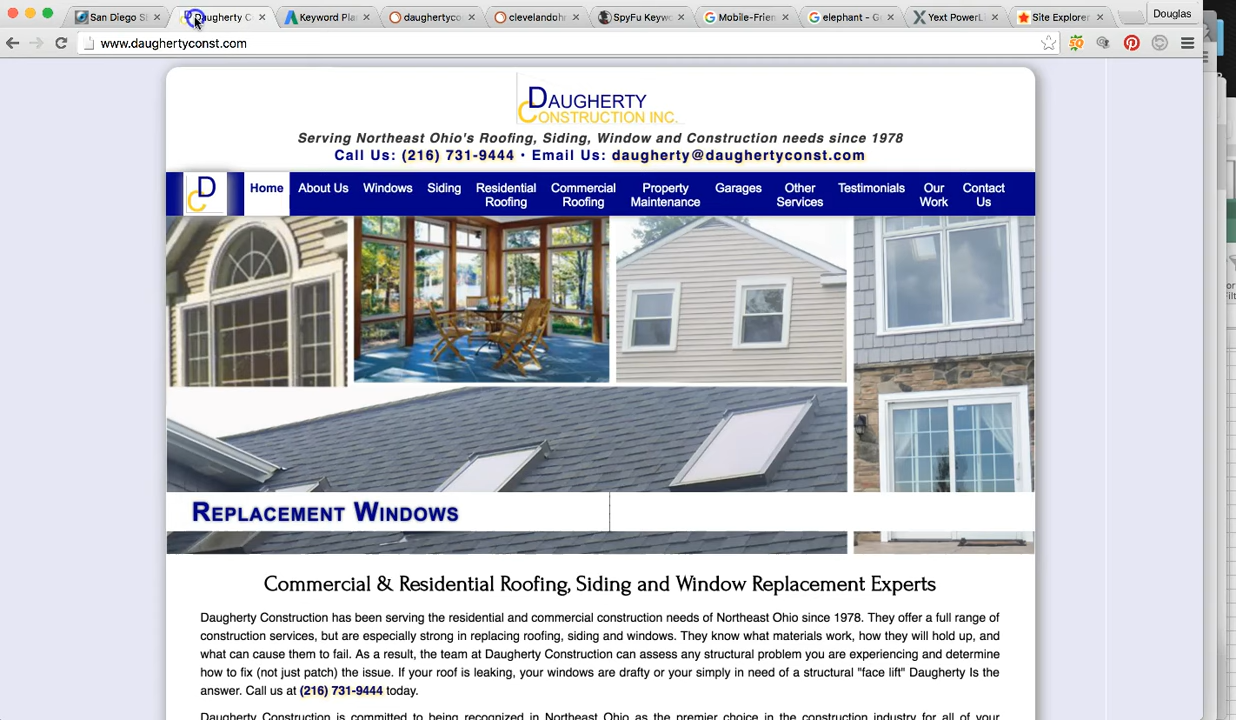 San Diego S
Daugherty C
Keyword Pla
daughertyco
clevelandoh
SpyFu Keyw
Mobile-Frien
elephant - G
Yext PowerL
Site Explorer
Douglas
www.daughertyconst.com
DAUGHERTY
CONSTRUCTION INC.
Serving Northeast Ohio's Roofing, Siding, Window and Construction needs since 1978
Call Us: (216) 731-9444 • Email Us: daugherty@daughertyconst.com
DC
Home
About Us
Windows
Siding
Residential
Roofing
Commercial
Roofing
Property
Maintenance
Garages
Other
Services
Testimonials
Our
Work
Contact
Us
REPLACEMENT WINDOWS
Commercial & Residential Roofing, Siding and Window Replacement Experts
Daugherty Construction has been serving the residential and commercial construction needs of Northeast Ohio since 1978. They offer a full range of
construction services, but are especially strong in replacing roofing, siding and windows. They know what materials work, how they will hold up, and
what can cause them to fail. As a result, the team at Daugherty Construction can assess any structural problem you are experiencing and determine
how to fix (not just patch) the issue. If your roof is leaking, your windows are drafty or your simply in need of a structural "face lift" Daugherty Is the
answer. Call us at (216) 731-9444 today.
Daugherty Construction is committed to being recognized in Northeast Ohio as the premier choice in the construction industry for all of your